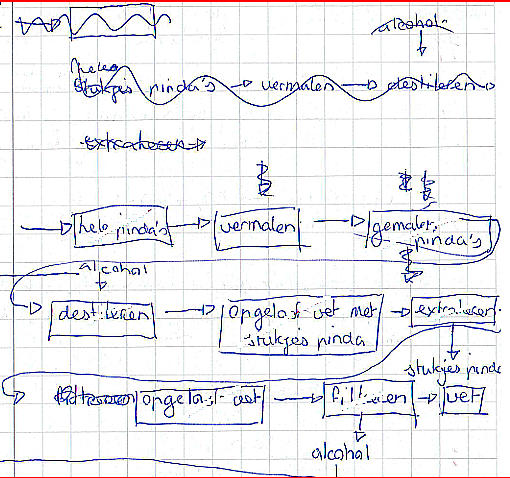 alcohol
hele
stukjes pinda's → vermalen → destileren →
extraheren →
→ hele pinda's → vermalen → gemalen pinda's
alcohol
→ destileren → opgelost vet met stukjes pinda → extraheren
stukjes pinda
→ opgelost vet → filtreren → vet
alcohol